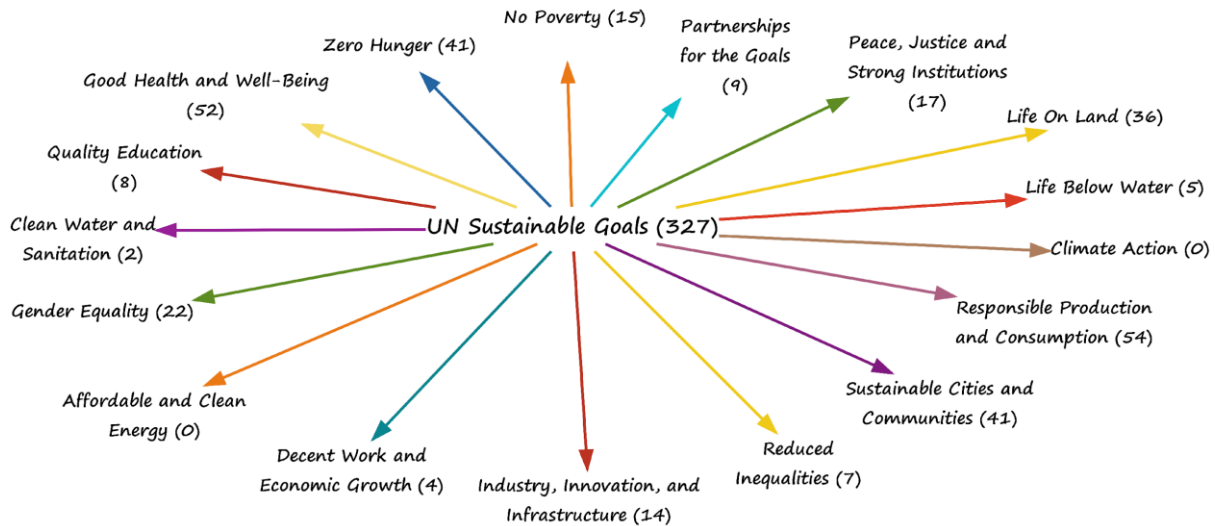 No Poverty (15)
Partnerships
for the Goals
(9)
Peace, Justice and
Strong Institutions
(17)
Life On Land (36)
Life Below Water (5)
Climate Action (0)
Responsible Production
and Consumption (54)
Sustainable Cities and
Communities (41)
Reduced
Inequalities (7)
Industry, Innovation, and
Infrastructure (14)
Decent Work and
Economic Growth (4)
Affordable and Clean
Energy (0)
Gender Equality (22)
Clean Water and
Sanitation (2)
Quality Education
(8)
Good Health and Well-Being
(52)
Zero Hunger (41)
UN Sustainable Goals (327)